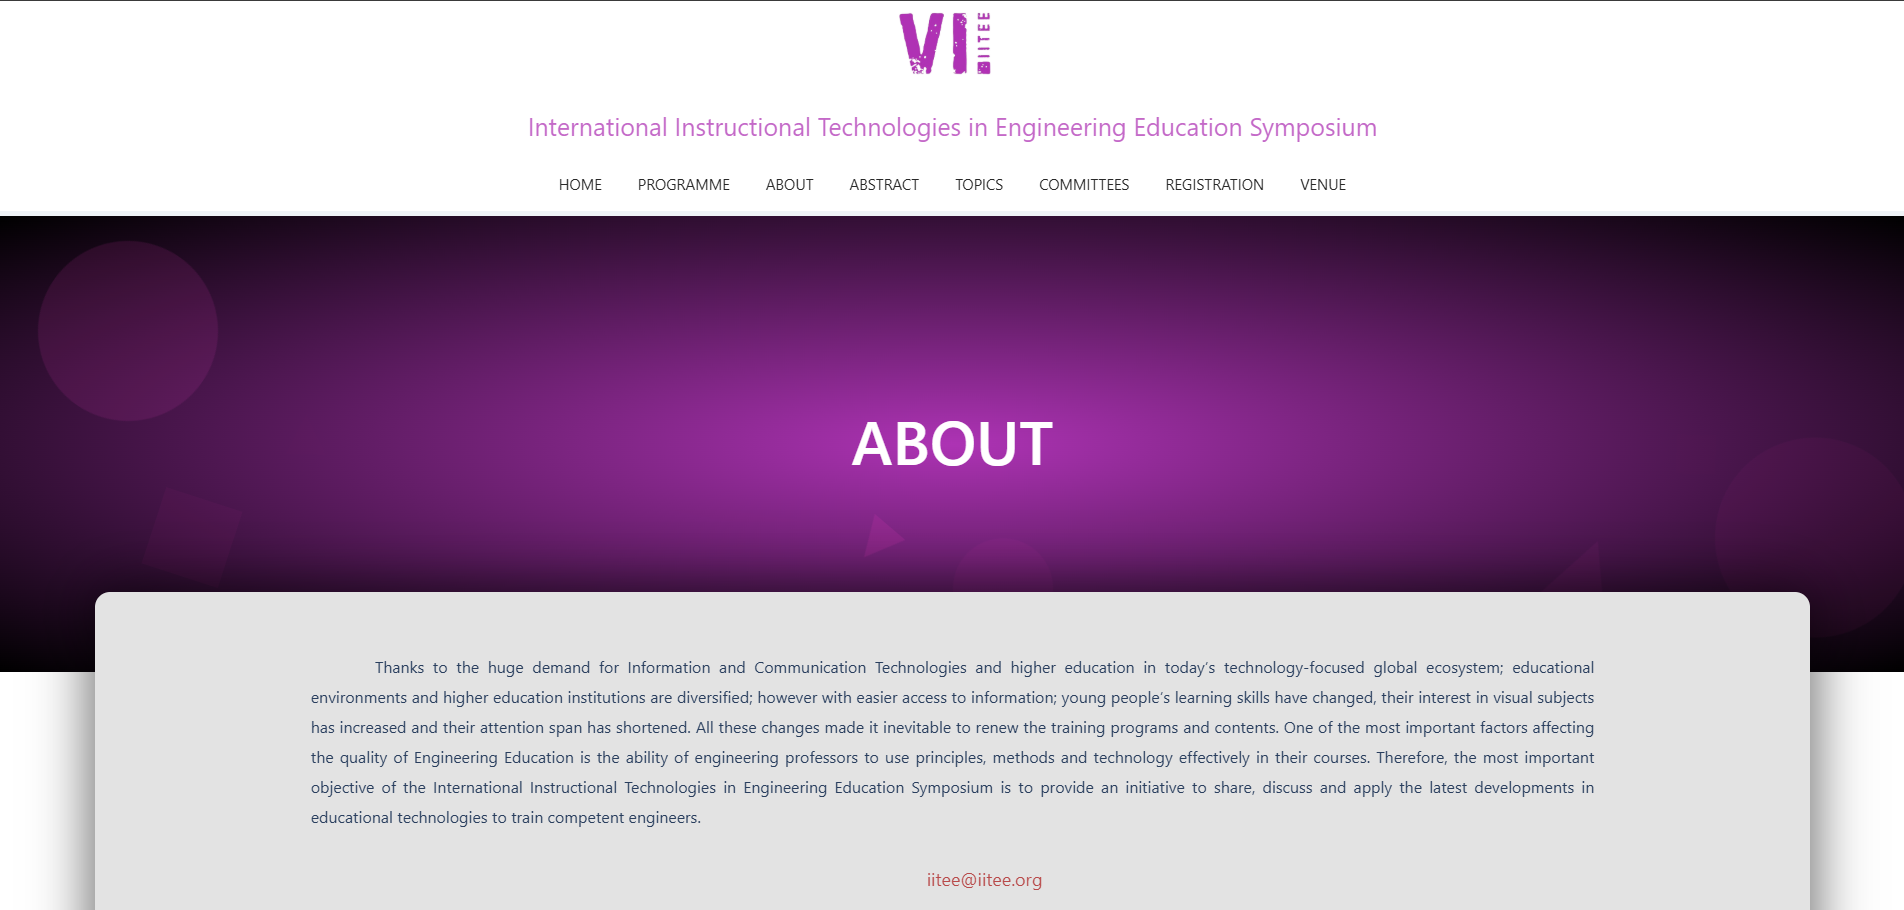 VI IITEE
International Instructional Technologies in Engineering Education Symposium
HOME PROGRAMME ABOUT ABSTRACT TOPICS COMMITTEES REGISTRATION VENUE
ABOUT
Thanks to the huge demand for Information and Communication Technologies and higher education in today’s technology-focused global ecosystem; educational
environments and higher education institutions are diversified; however with easier access to information; young people’s learning skills have changed, their interest in visual subjects
has increased and their attention span has shortened. All these changes made it inevitable to renew the training programs and contents. One of the most important factors affecting
the quality of Engineering Education is the ability of engineering professors to use principles, methods and technology effectively in their courses. Therefore, the most important
objective of the International Instructional Technologies in Engineering Education Symposium is to provide an initiative to share, discuss and apply the latest developments in
educational technologies to train competent engineers.
iitee@iitee.org